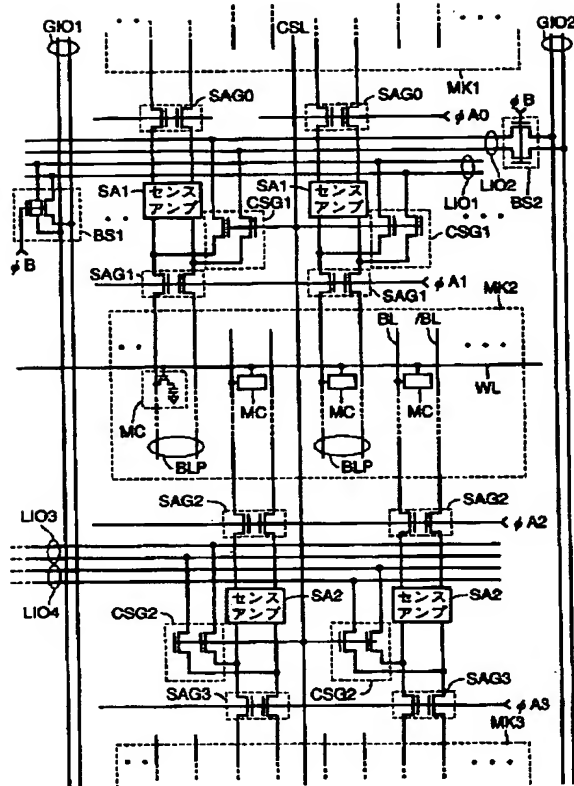 GIO1 CSL GIO2
MK1
SAG0 SAG0
φA0 φB
LIO2
SA1 センス アンプ SA1 センス アンプ LIO1 BS2
CSG1 CSG1
BS1
φB
SAG1 SAG1 φA1
MK2
BL /BL
WL
MC MC MC MC
BLP BLP
SAG2 SAG2
LIO3 φA2
LIO4
センス アンプ SA2 センス アンプ SA2
CSG2
SAG3 CSG2 SAG3
φA3
MK3